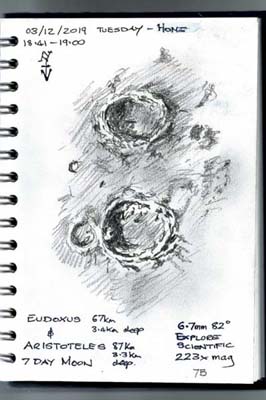 03/12/2019 TUESDAY - HOME
18:41 - 19:00
N
EUDOXUS 67Km
& 3.4Km deep
ARISTOTELES 87Km
3.3Km
7 DAY MOON deep.
6.7mm 82°
EXPLORE
SCIENTIFIC
223x mag
75